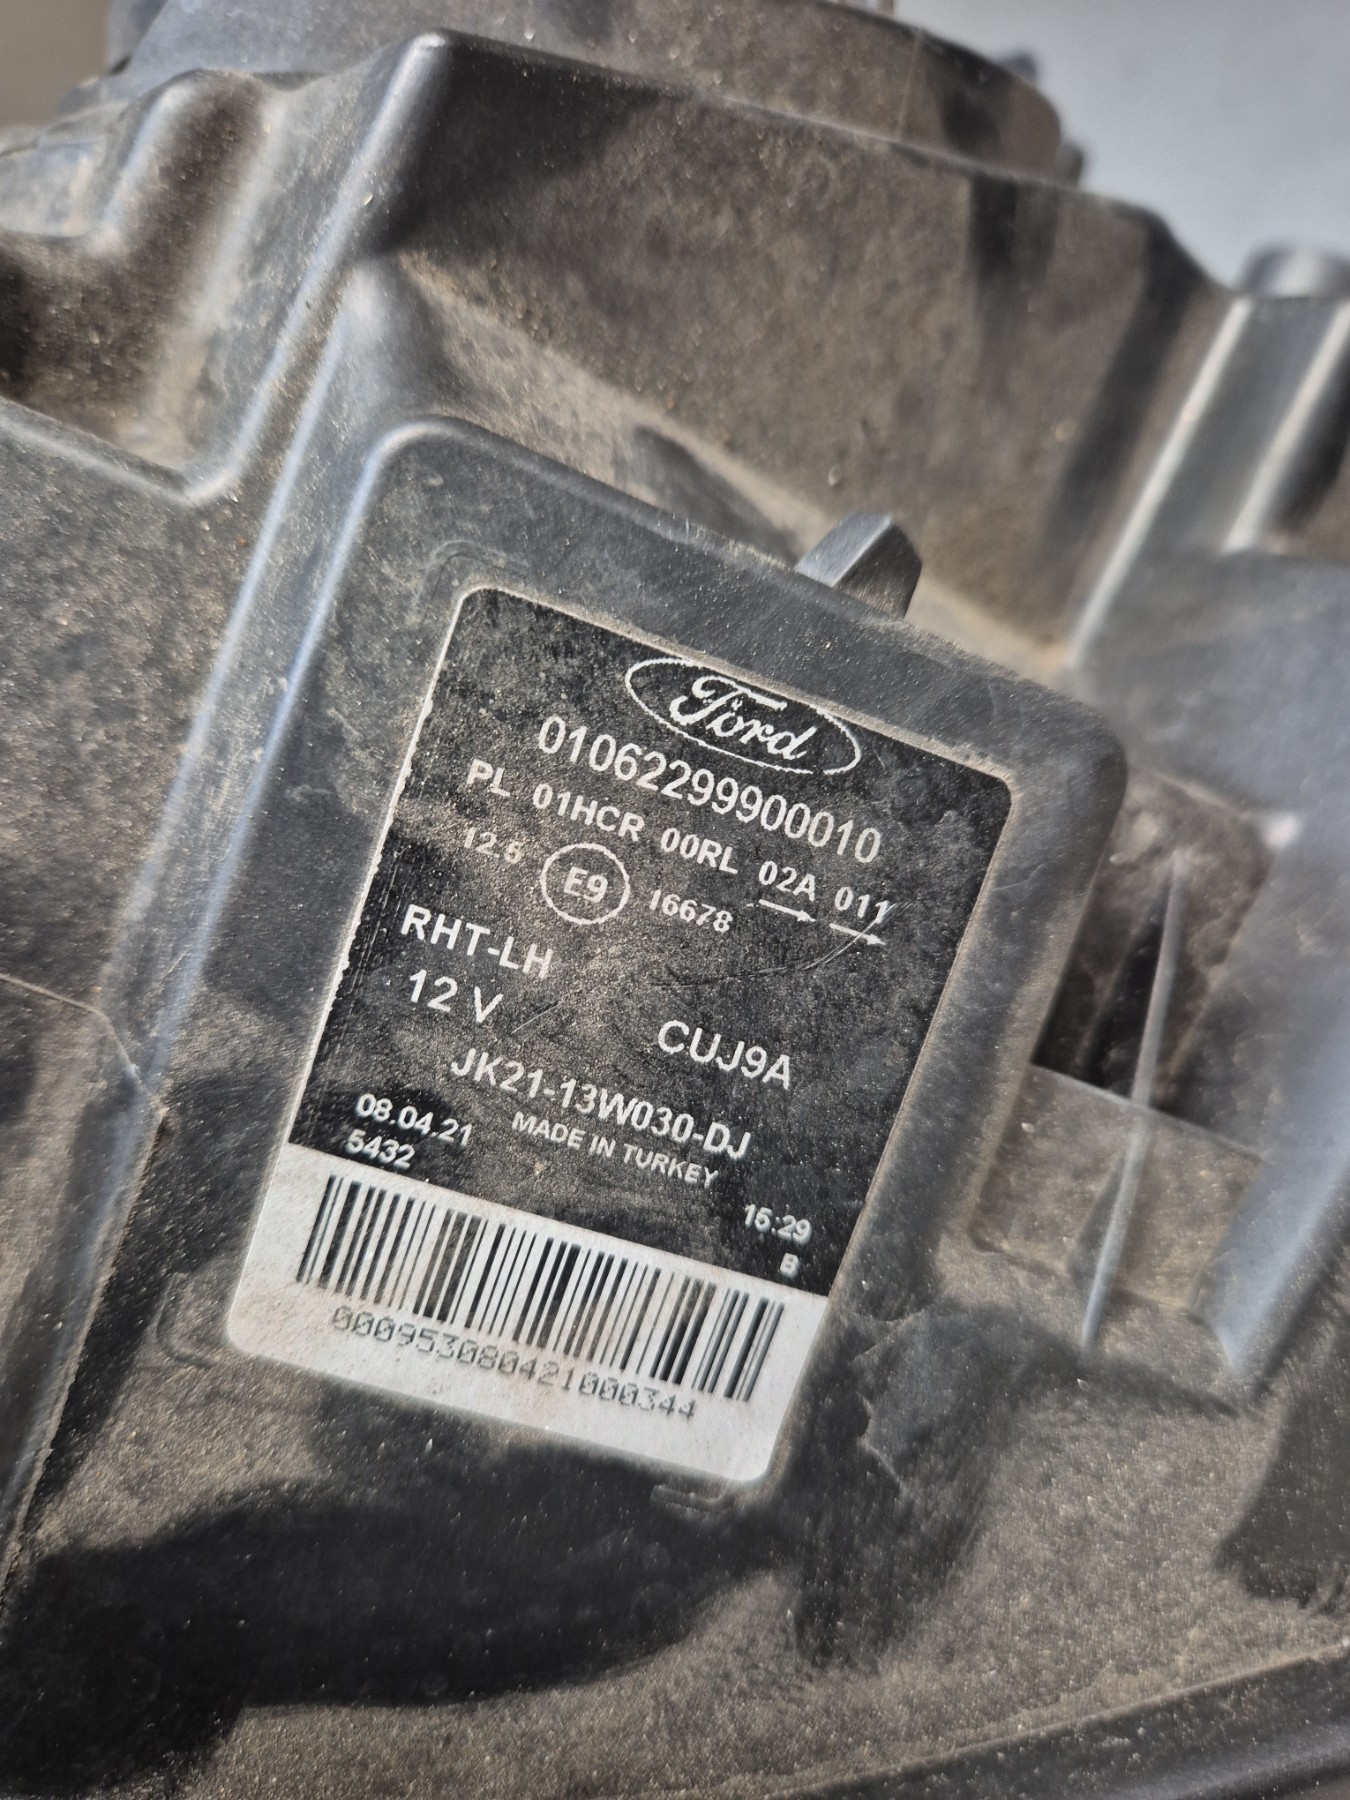 Ford
01062299900010
PL 01HCR 00RL 02A 011
12.5 E9 16678
RHT-LH
12 V CUJ9A
JK21-13W030-DJ
MADE IN TURKEY
08.04.21 15:29
5432 B
000953080421000344